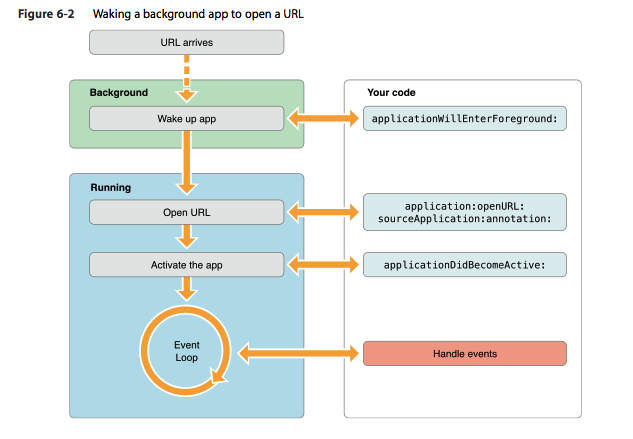 Figure 6-2 Waking a background app to open a URL
URL arrives
Background
Your code
Wake up app
applicationWillEnterForeground:
Running
Open URL
application:openURL:
sourceApplication:annotation:
Activate the app
applicationDidBecomeActive:
Event
Loop
Handle events